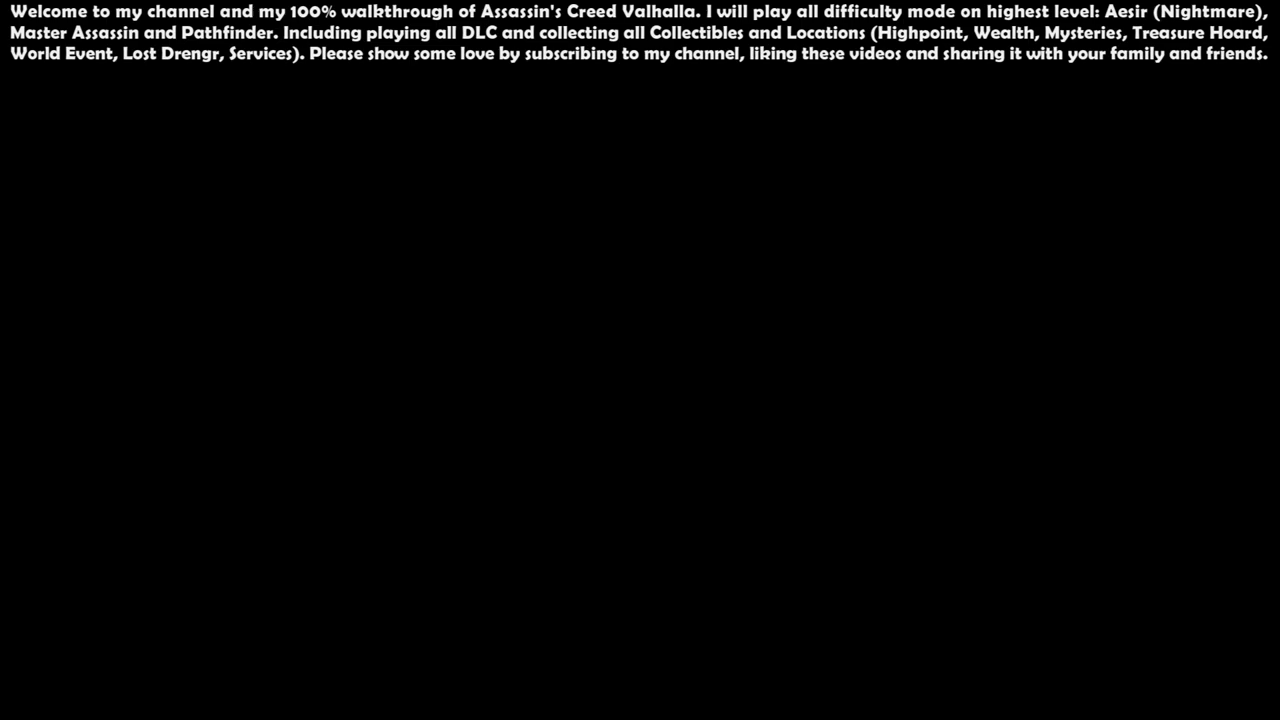 Welcome to my channel and my 100% walkthrough of Assassin's Creed Valhalla. I will play all difficulty mode on highest level: Aesir (Nightmare),
Master Assassin and Pathfinder. Including playing all DLC and collecting all Collectibles and Locations (Highpoint, Wealth, Mysteries, Treasure Hoard,
World Event, Lost Drengr, Services). Please show some love by subscribing to my channel, liking these videos and sharing it with your family and friends.